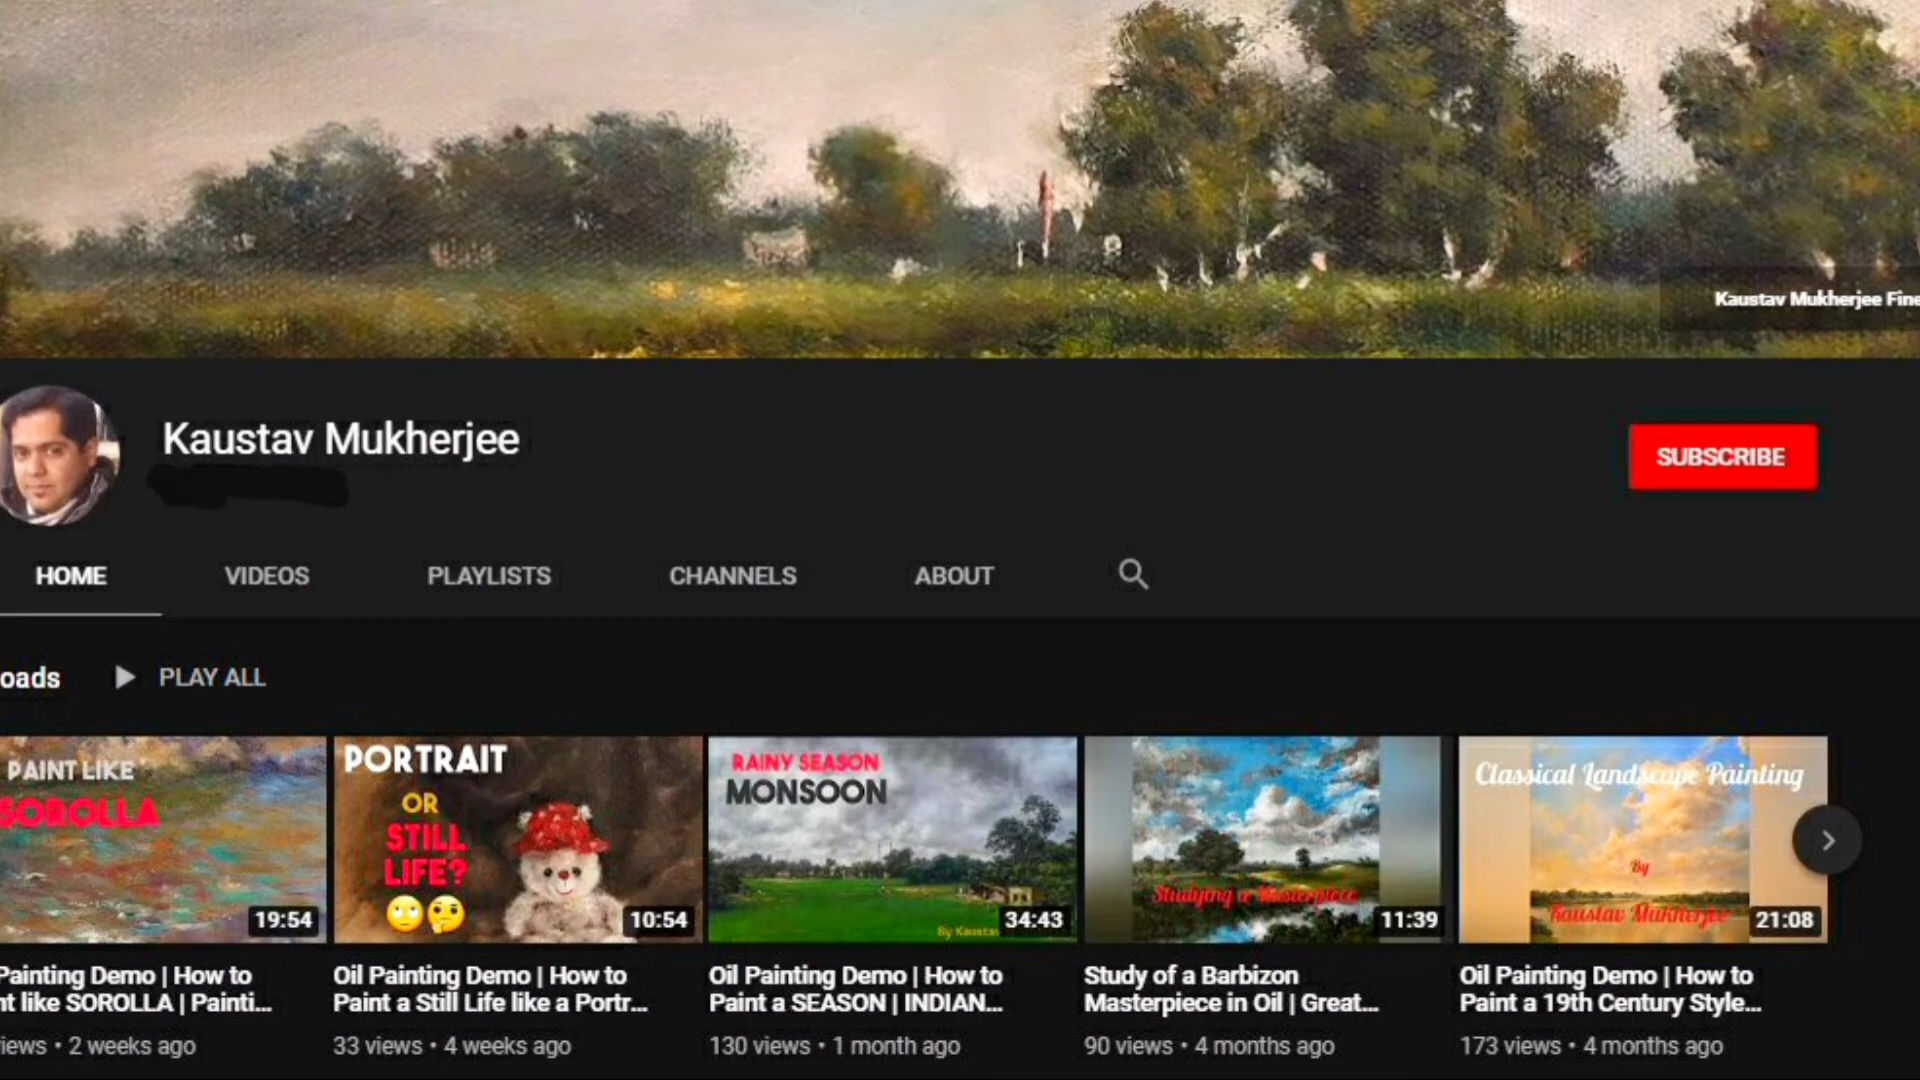 Kaustav Mukherjee Fine
Kaustav Mukherjee
SUBSCRIBE
HOME VIDEOS PLAYLISTS CHANNELS ABOUT
oads PLAY ALL
PAINT LIKE
SOROLLA
19:54
PORTRAIT
OR
STILL
LIFE?
10:54
RAINY SEASON
MONSOON
By Kaustav
34:43
Studying a Masterpiece
11:39
Classical Landscape Painting
By
Kaustav Mukherjee
21:08
Painting Demo | How to
nt like SOROLLA | Painti...
iews • 2 weeks ago
Oil Painting Demo | How to
Paint a Still Life like a Portr...
33 views • 4 weeks ago
Oil Painting Demo | How to
Paint a SEASON | INDIAN...
130 views • 1 month ago
Study of a Barbizon
Masterpiece in Oil | Great...
90 views • 4 months ago
Oil Painting Demo | How to
Paint a 19th Century Style...
173 views • 4 months ago